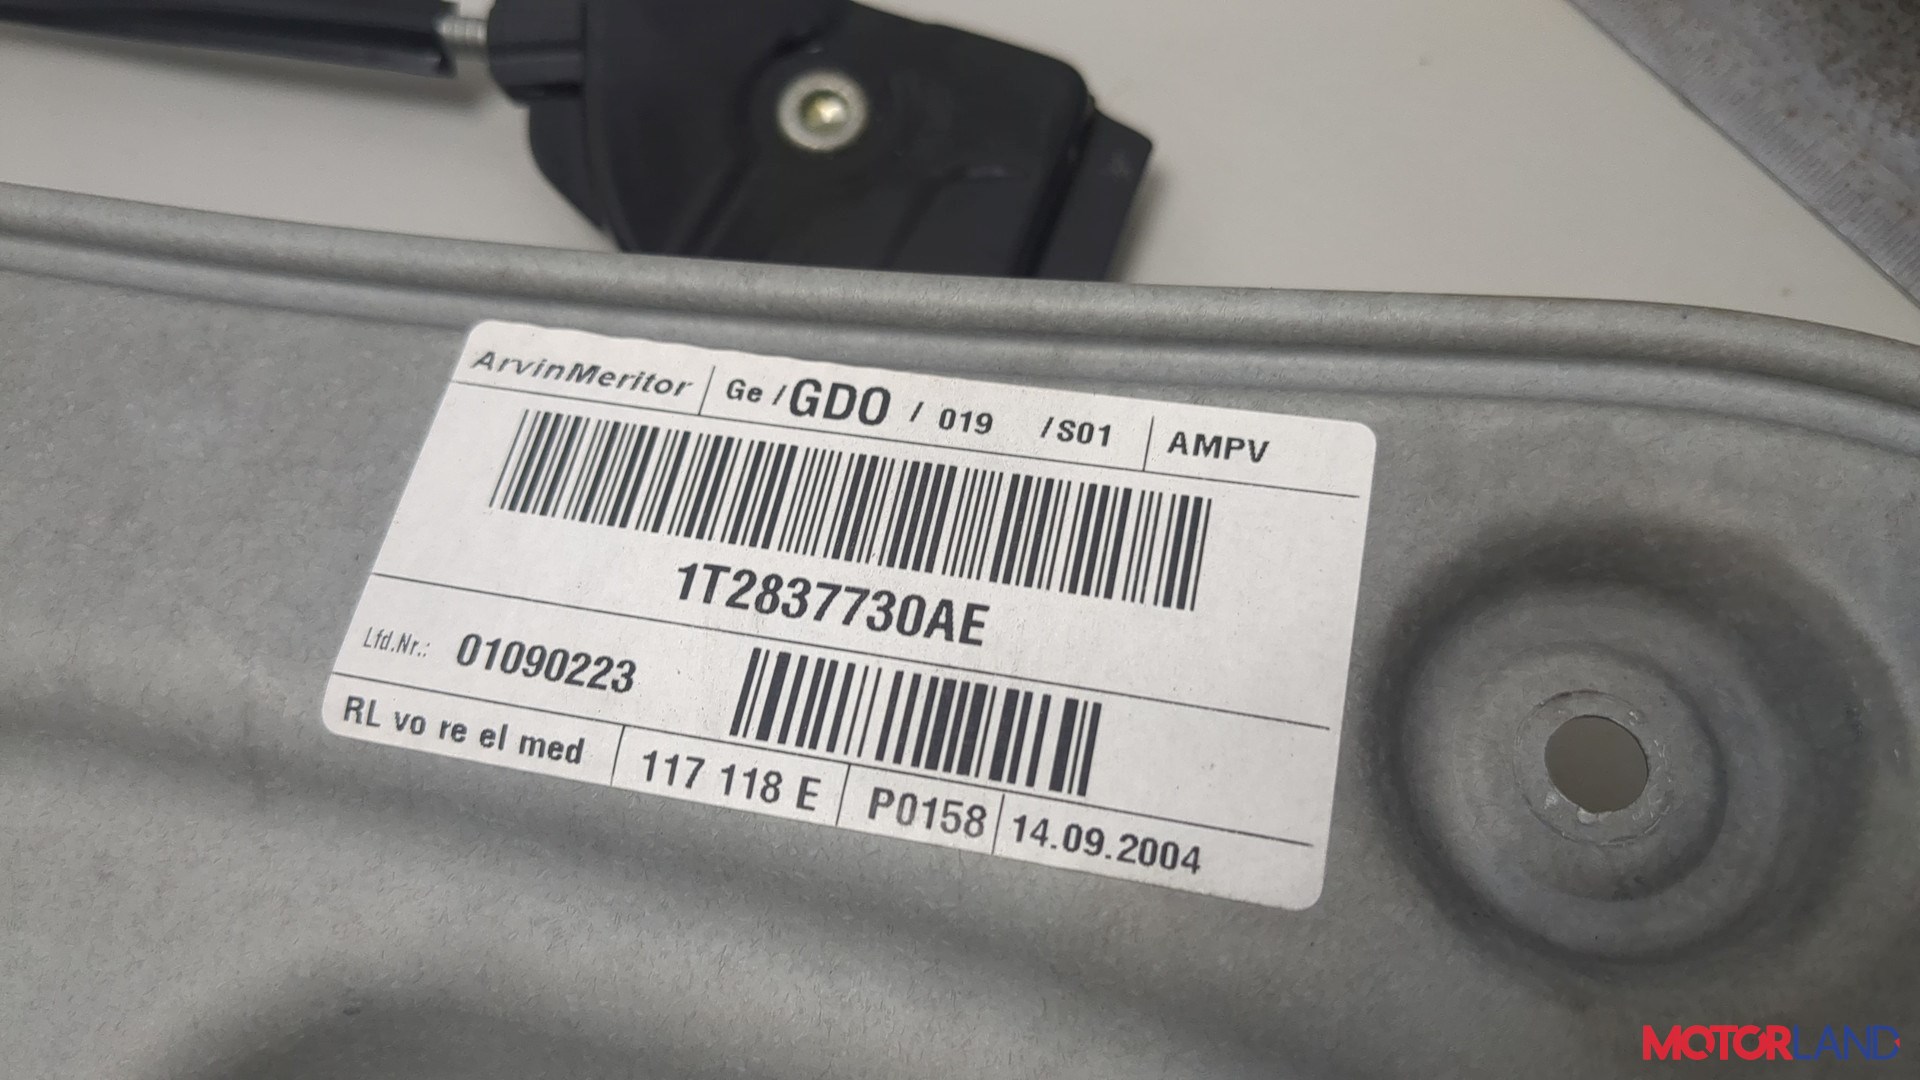 ArvinMeritor Ge /GDO / 019 /S01 AMPV
1T2837730AE
Lfd.Nr.: 01090223
RL vo re el med 117 118 E P0158 14.09.2004
MOTORLAND